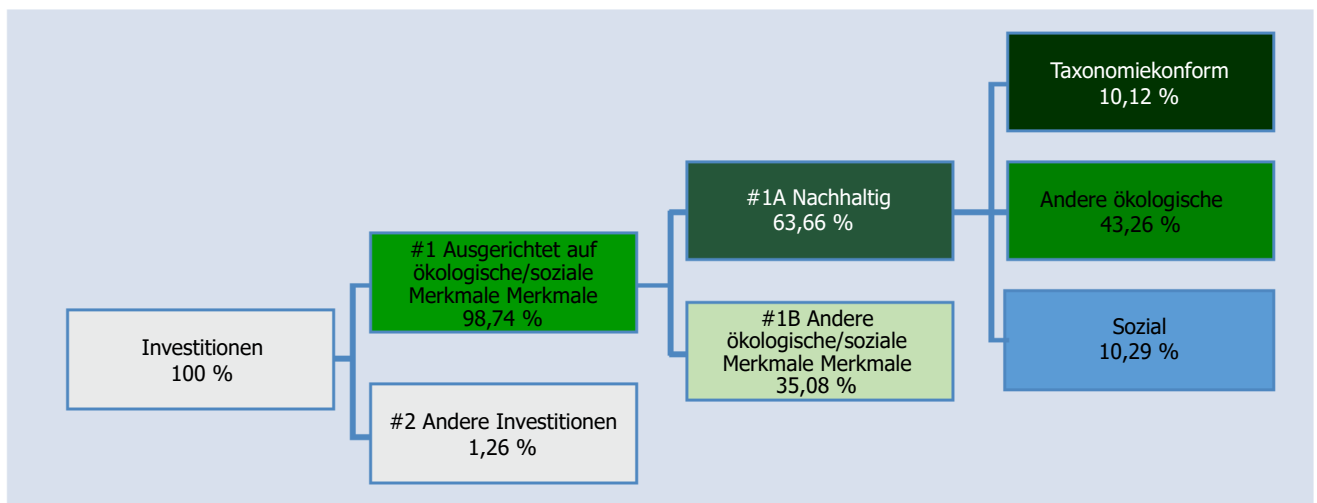 Investitionen
100 %
#1 Ausgerichtet auf
ökologische/soziale
Merkmale Merkmale
98,74 %
#2 Andere Investitionen
1,26 %
#1A Nachhaltig
63,66 %
#1B Andere
ökologische/soziale
Merkmale Merkmale
35,08 %
Taxonomiekonform
10,12 %
Andere ökologische
43,26 %
Sozial
10,29 %